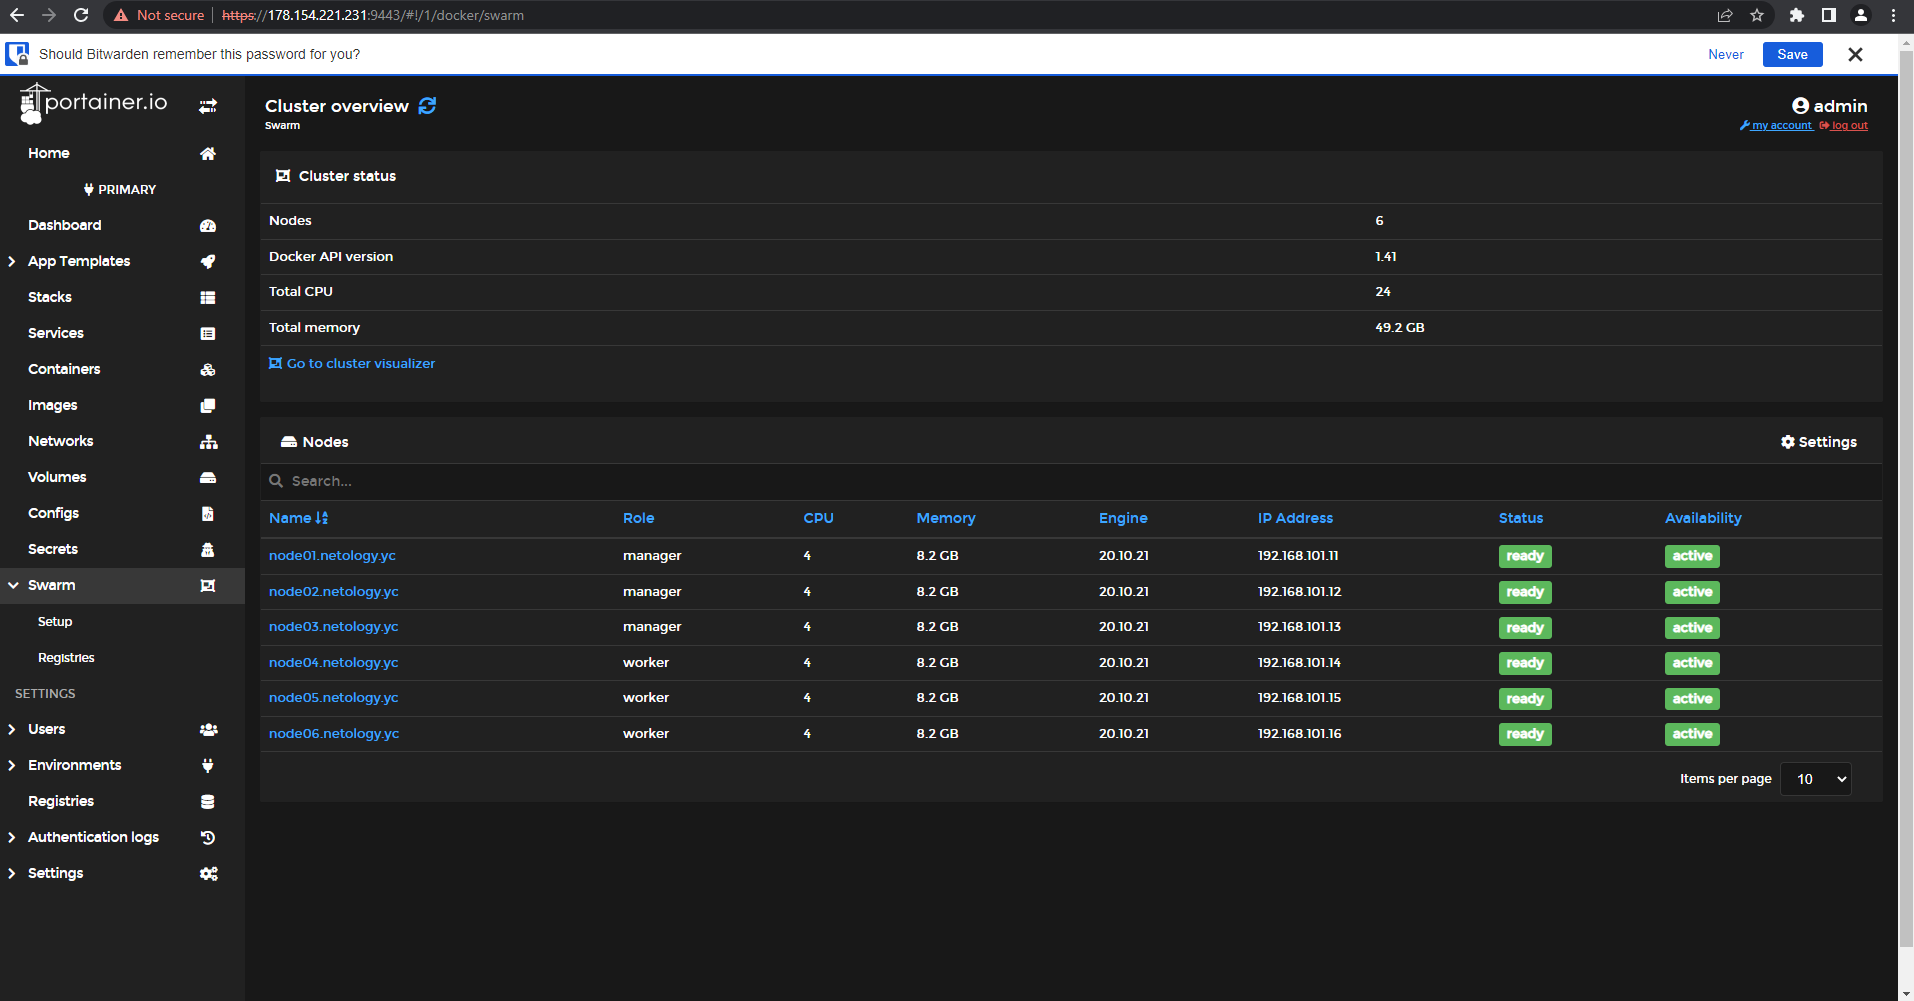 Not secure https://178.154.221.231:9443/#!/1/docker/swarm
Should Bitwarden remember this password for you? Never Save
portainer.io
Home
PRIMARY
Dashboard
App Templates
Stacks
Services
Containers
Images
Networks
Volumes
Configs
Secrets
Swarm
Setup
Registries
SETTINGS
Users
Environments
Registries
Authentication logs
Settings
Cluster overview
Swarm
admin
my account log out
Cluster status
Nodes 6
Docker API version 1.41
Total CPU 24
Total memory 49.2 GB
Go to cluster visualizer
Nodes Settings
Search...
Name Role CPU Memory Engine IP Address Status Availability
node01.netology.yc manager 4 8.2 GB 20.10.21 192.168.101.11 ready active
node02.netology.yc manager 4 8.2 GB 20.10.21 192.168.101.12 ready active
node03.netology.yc manager 4 8.2 GB 20.10.21 192.168.101.13 ready active
node04.netology.yc worker 4 8.2 GB 20.10.21 192.168.101.14 ready active
node05.netology.yc worker 4 8.2 GB 20.10.21 192.168.101.15 ready active
node06.netology.yc worker 4 8.2 GB 20.10.21 192.168.101.16 ready active
Items per page 10